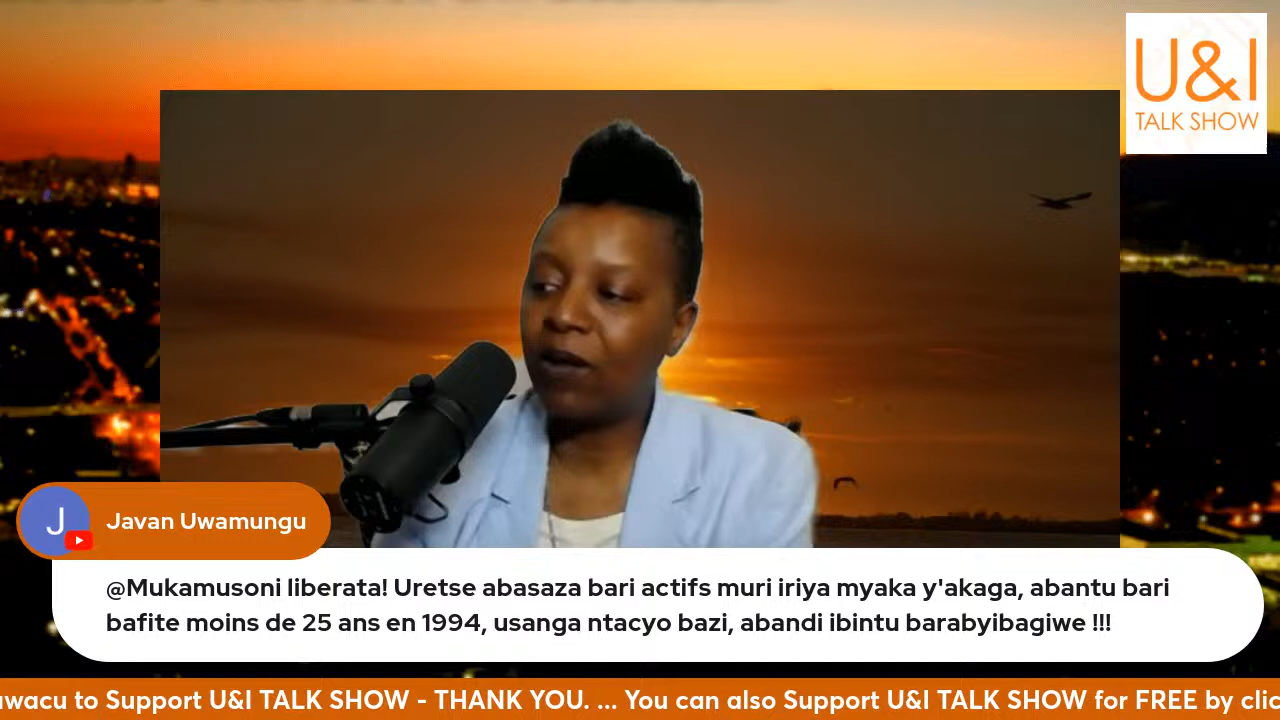 U&I
TALK SHOW
J
Javan Uwamungu
@Mukamusoni liberata! Uretse abasaza bari actifs muri iriya myaka y'akaga, abantu bari
bafite moins de 25 ans en 1994, usanga ntacyo bazi, abandi ibintu barabyibagiwe !!!
to Support U&I TALK SHOW - THANK YOU. ... You can also Support U&I TALK SHOW for FREE by